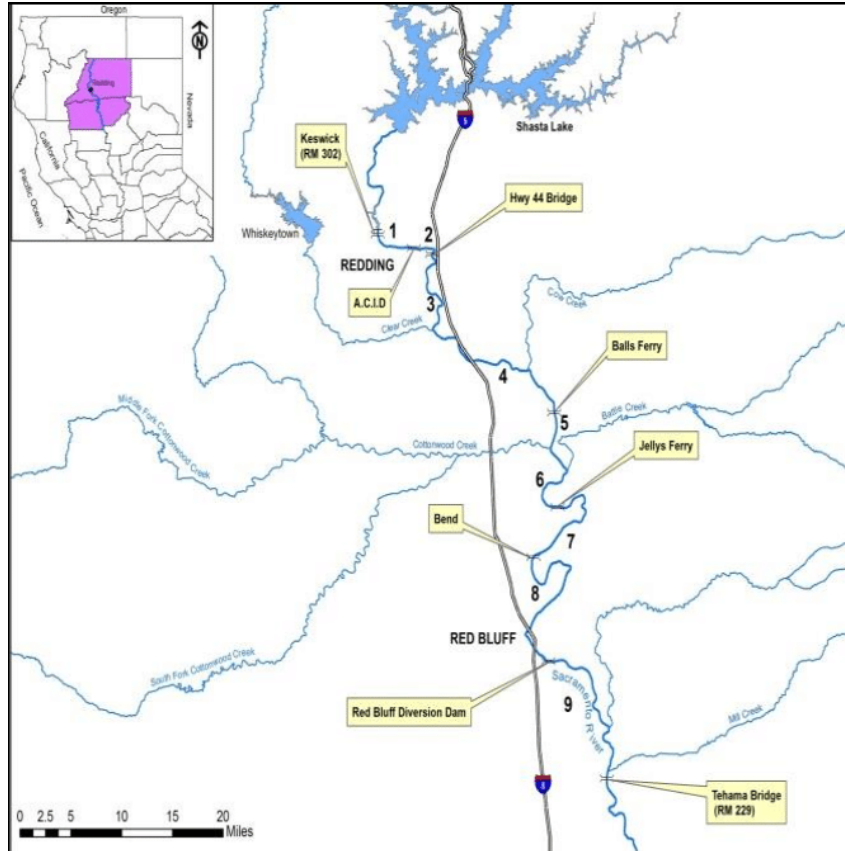 Oregon
N
Redding
Nevada
California
Pacific Ocean
5
Shasta Lake
Keswick
(RM 302)
1
2
Hwy 44 Bridge
Whiskeytown
REDDING
A.C.I.D
3
Cow Creek
Clear Creek
4
Balls Ferry
5
Middle Fork Cottonwood Creek
Battle Creek
Cottonwood Creek
Jellys Ferry
6
Bend
7
8
RED BLUFF
South Fork Cottonwood Creek
Red Bluff Diversion Dam
Sacramento River
9
Mill Creek
Tehama Bridge
(RM 229)
0 2.5 5 10 15 20
Miles